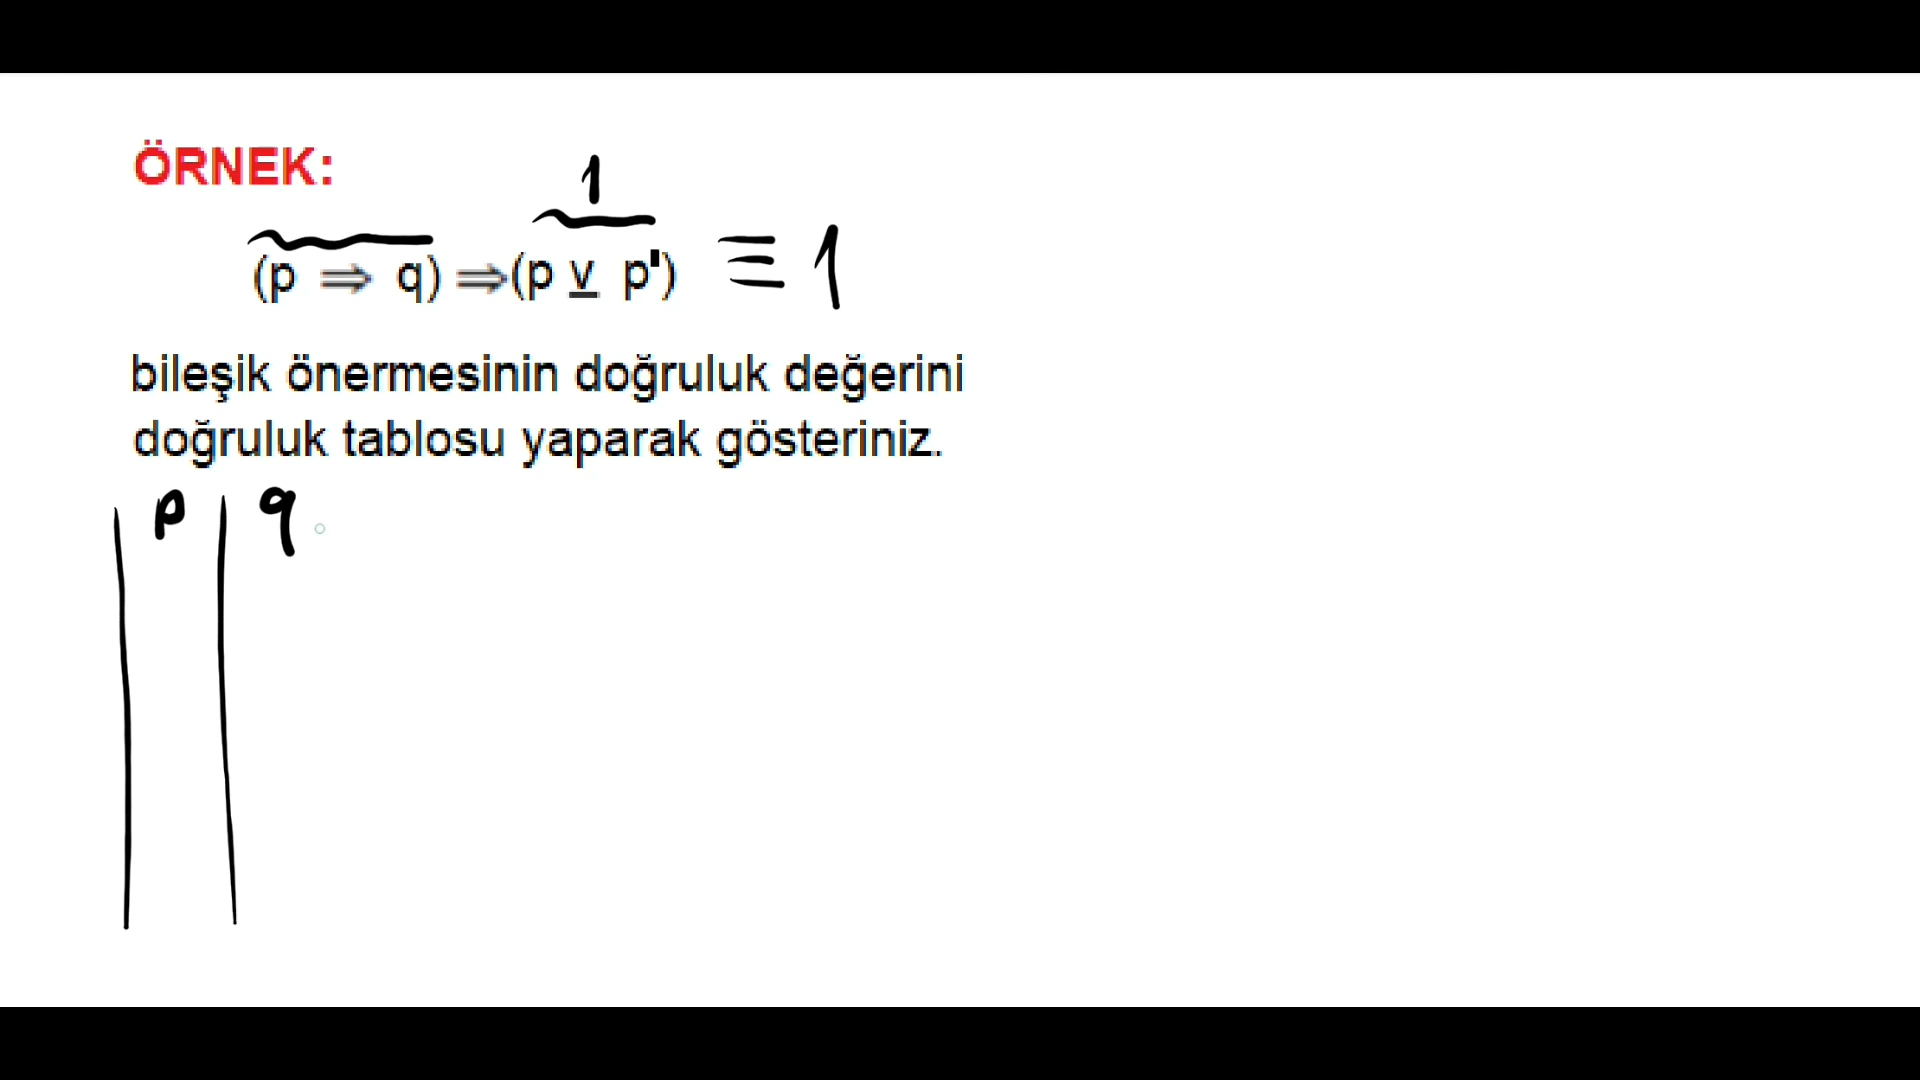 ÖRNEK:
1
(p ⇒ q) ⇒(p v̲ p') ≡ 1
bileşik önermesinin doğruluk değerini
doğruluk tablosu yaparak gösteriniz.
p q